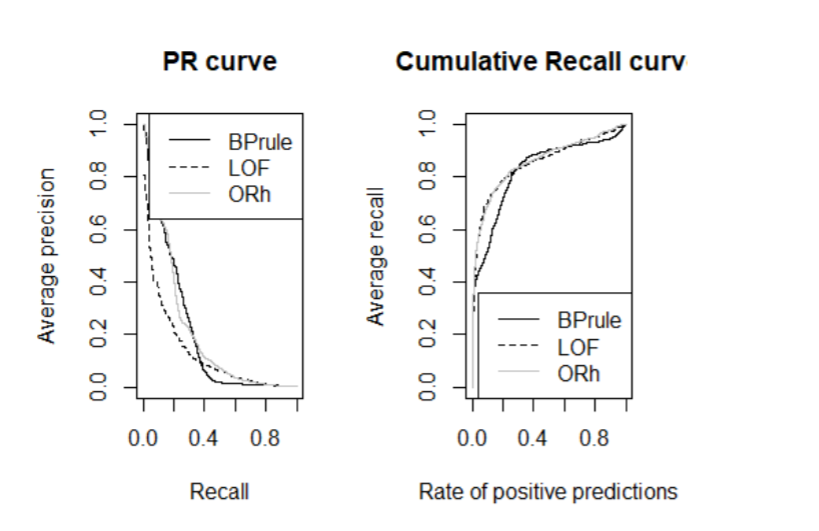 PR curve
Average precision
0.0 0.2 0.4 0.6 0.8 1.0
BPrule
LOF
ORh
0.0 0.4 0.8
Recall
Cumulative Recall curv
Average recall
0.0 0.2 0.4 0.6 0.8 1.0
BPrule
LOF
ORh
0.0 0.4 0.8
Rate of positive predictions